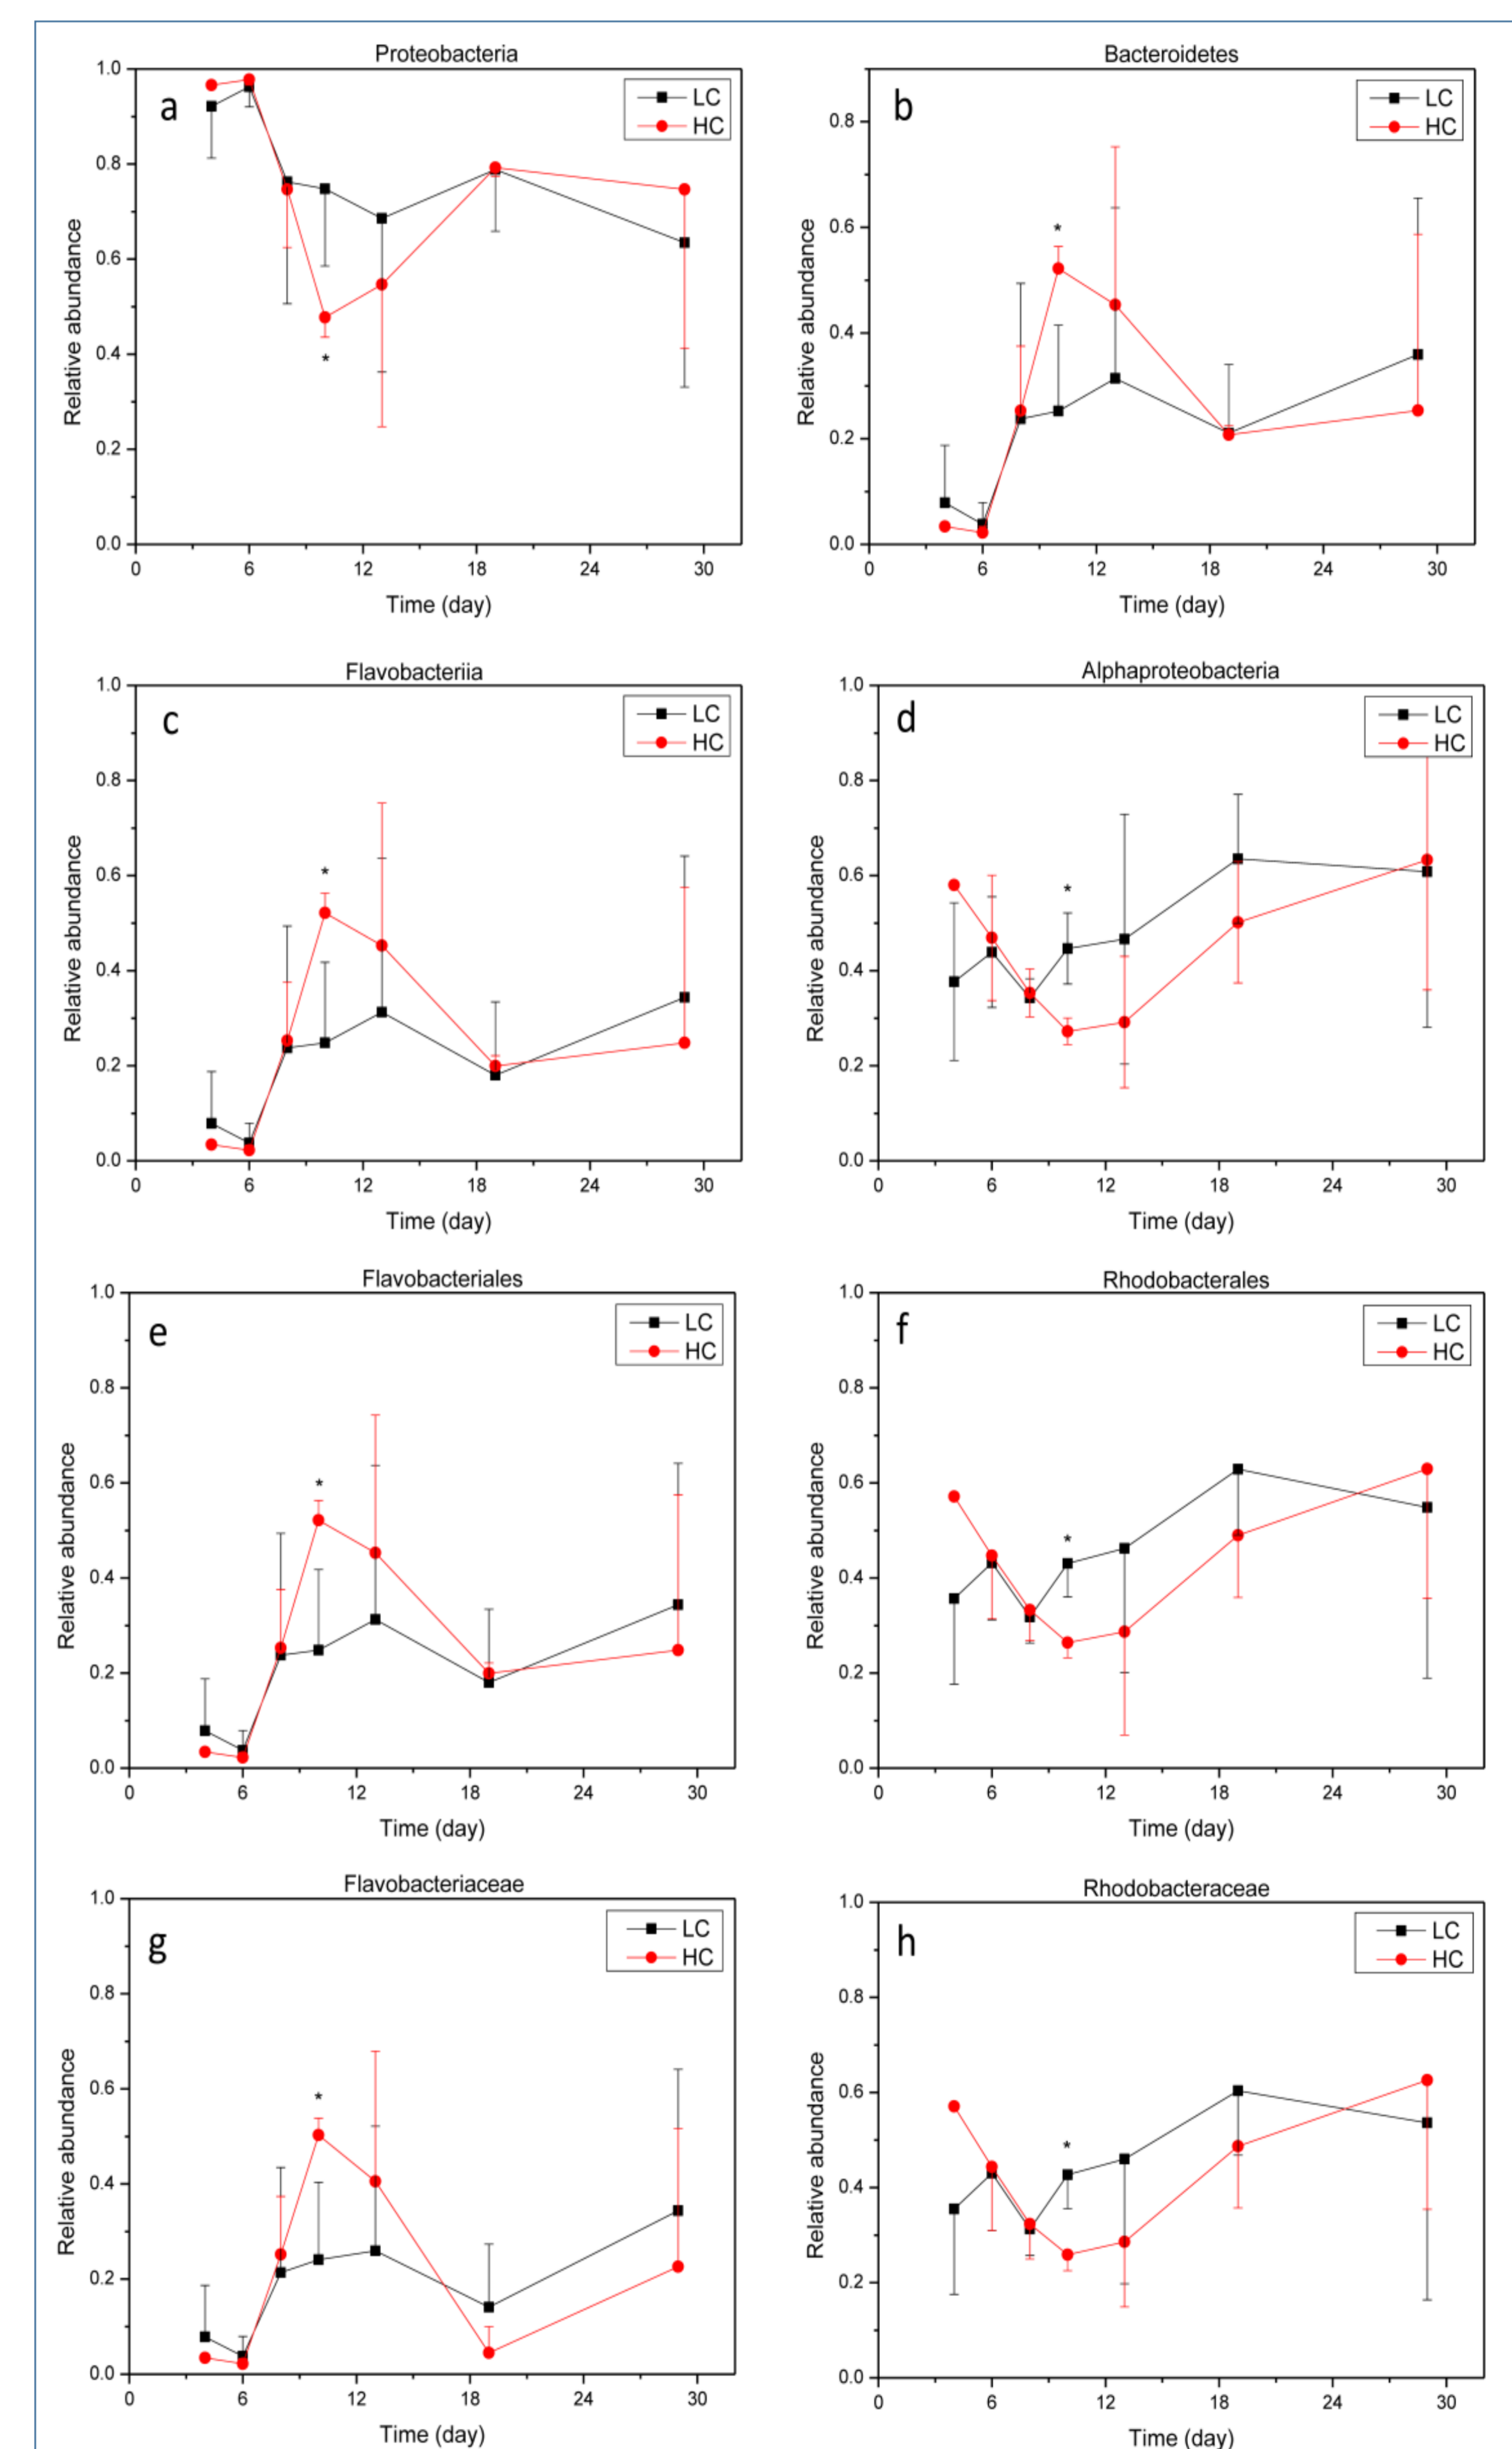 Proteobacteria
a
LC
HC
1.0
0.8
0.6
0.4
0.2
0.0
Relative abundance
*
0 6 12 18 24 30
Time (day)
Bacteroidetes
b
LC
HC
0.8
0.6
0.4
0.2
0.0
Relative abundance
*
0 6 12 18 24 30
Time (day)
Flavobacteriia
c
LC
HC
1.0
0.8
0.6
0.4
0.2
0.0
Relative abundance
*
0 6 12 18 24 30
Time (day)
Alphaproteobacteria
d
LC
HC
1.0
0.8
0.6
0.4
0.2
0.0
Relative abundance
*
0 6 12 18 24 30
Time (day)
Flavobacteriales
e
LC
HC
1.0
0.8
0.6
0.4
0.2
0.0
Relative abundance
*
0 6 12 18 24 30
Time (day)
Rhodobacterales
f
LC
HC
1.0
0.8
0.6
0.4
0.2
0.0
Relative abundance
*
0 6 12 18 24 30
Time (day)
Flavobacteriaceae
g
LC
HC
1.0
0.8
0.6
0.4
0.2
0.0
Relative abundance
*
0 6 12 18 24 30
Time (day)
Rhodobacteraceae
h
LC
HC
1.0
0.8
0.6
0.4
0.2
0.0
Relative abundance
*
0 6 12 18 24 30
Time (day)